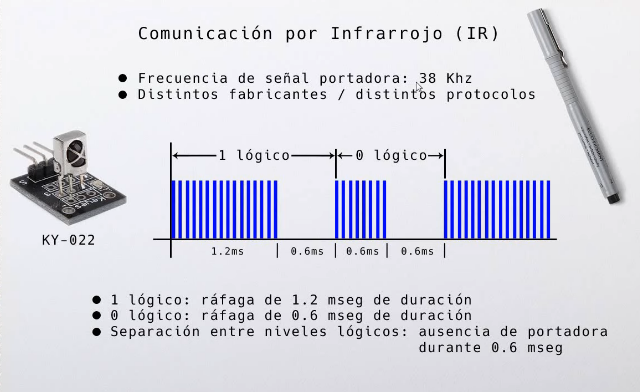 Comunicación por Infrarrojo (IR)
● Frecuencia de señal portadora: 38 Khz
● Distintos fabricantes / distintos protocolos
1 lógico
0 lógico
KY-022
1.2ms
0.6ms
0.6ms
0.6ms
● 1 lógico: ráfaga de 1.2 mseg de duración
● 0 lógico: ráfaga de 0.6 mseg de duración
● Separación entre niveles lógicos: ausencia de portadora
durante 0.6 mseg